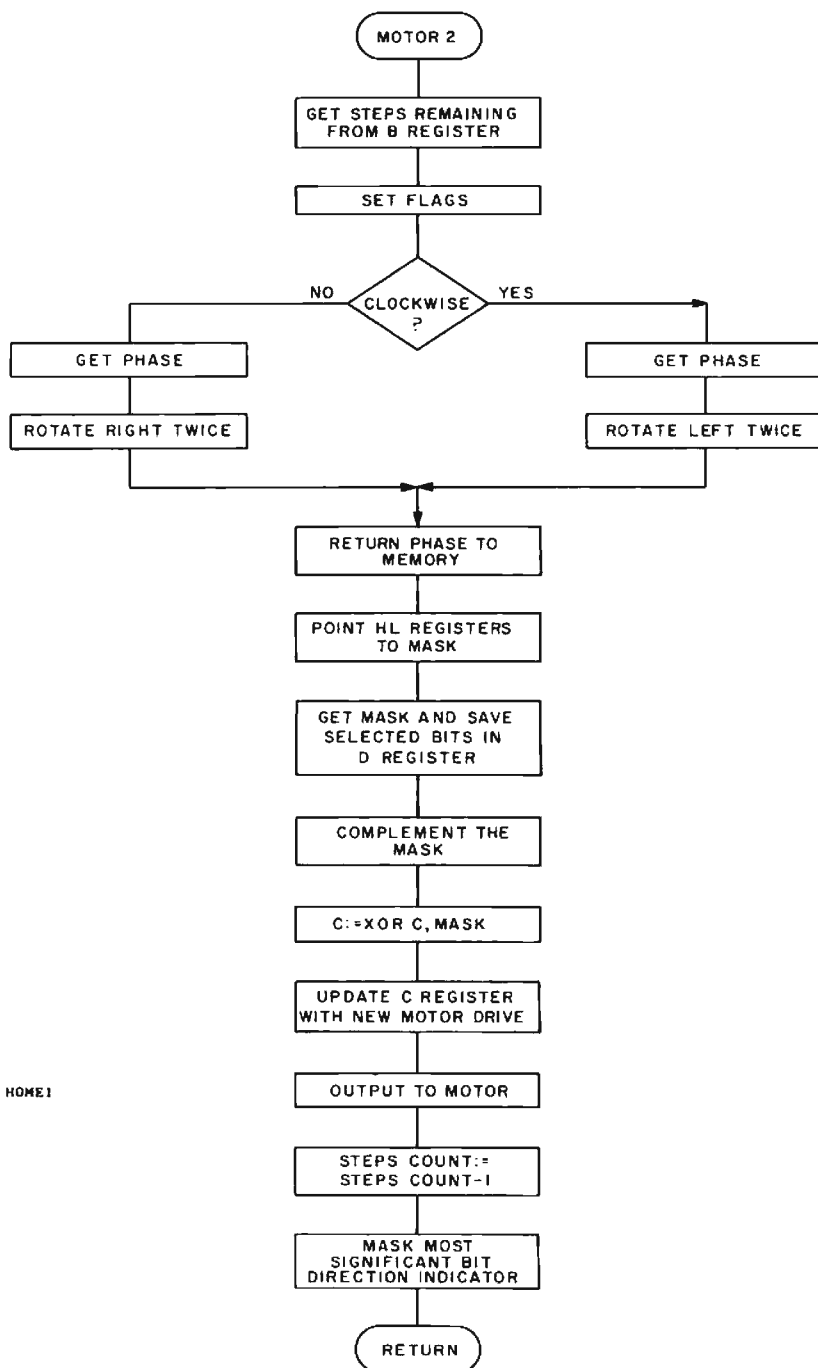 MOTOR 2
GET STEPS REMAINING
FROM B REGISTER
SET FLAGS
CLOCKWISE
?
NO
YES
GET PHASE
ROTATE RIGHT TWICE
GET PHASE
ROTATE LEFT TWICE
RETURN PHASE TO
MEMORY
POINT HL REGISTERS
TO MASK
GET MASK AND SAVE
SELECTED BITS IN
D REGISTER
COMPLEMENT THE
MASK
C:=XOR C, MASK
UPDATE C REGISTER
WITH NEW MOTOR DRIVE
HOME1
OUTPUT TO MOTOR
STEPS COUNT:=
STEPS COUNT-1
MASK MOST
SIGNIFICANT BIT
DIRECTION INDICATOR
RETURN